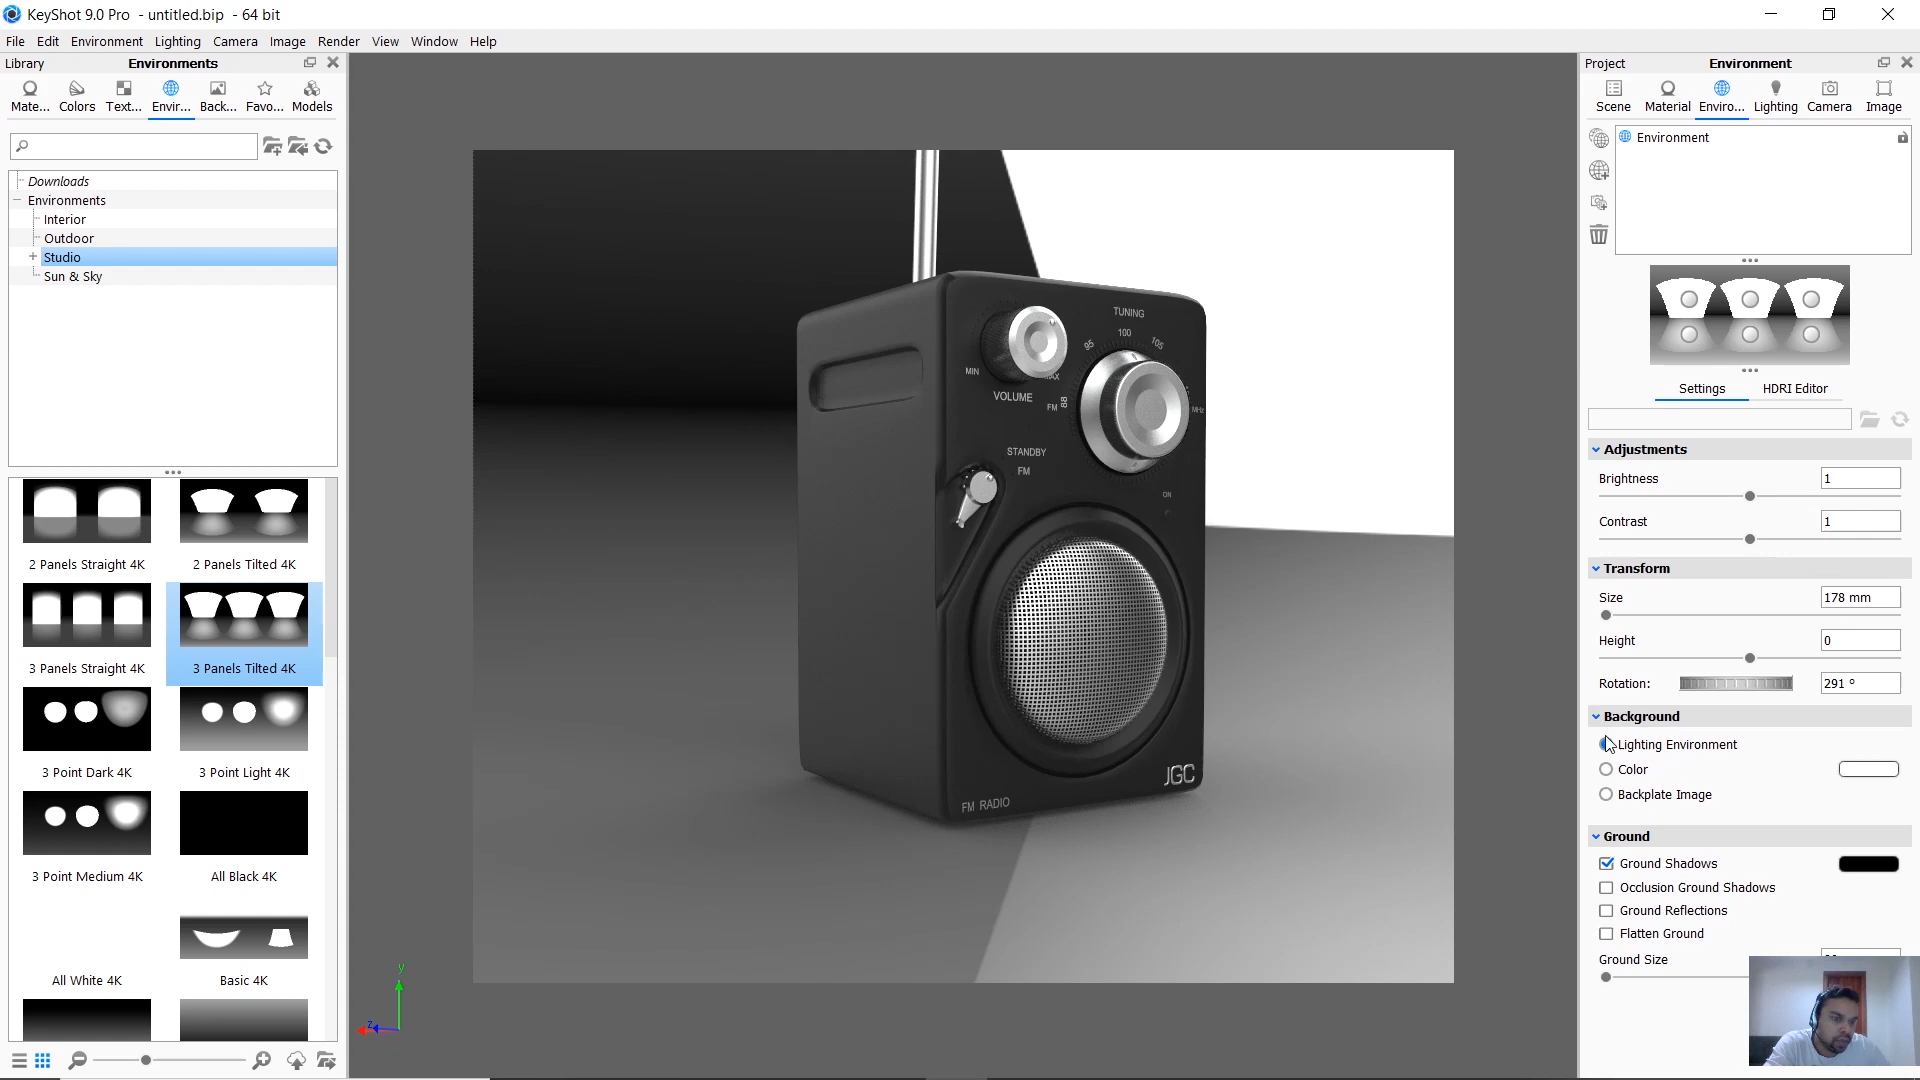 KeyShot 9.0 Pro - untitled.bip - 64 bit
File Edit Environment Lighting Camera Image Render View Window Help
Library Environments
Mate... Colors Text... Envir... Back... Favo... Models
Downloads
Environments
Interior
Outdoor
Studio
Sun & Sky
2 Panels Straight 4K 2 Panels Tilted 4K
3 Panels Straight 4K 3 Panels Tilted 4K
3 Point Dark 4K 3 Point Light 4K
3 Point Medium 4K All Black 4K
All White 4K Basic 4K
TUNING
95 100 105
MIN MAX
VOLUME
FM 88 MHz
STANDBY
FM
ON
JGC
FM RADIO
y
z
Project Environment
Scene Material Enviro... Lighting Camera Image
Environment
Settings HDRI Editor
Adjustments
Brightness 1
Contrast 1
Transform
Size 178 mm
Height 0
Rotation: 291 °
Background
Lighting Environment
Color
Backplate Image
Ground
Ground Shadows
Occlusion Ground Shadows
Ground Reflections
Flatten Ground
Ground Size